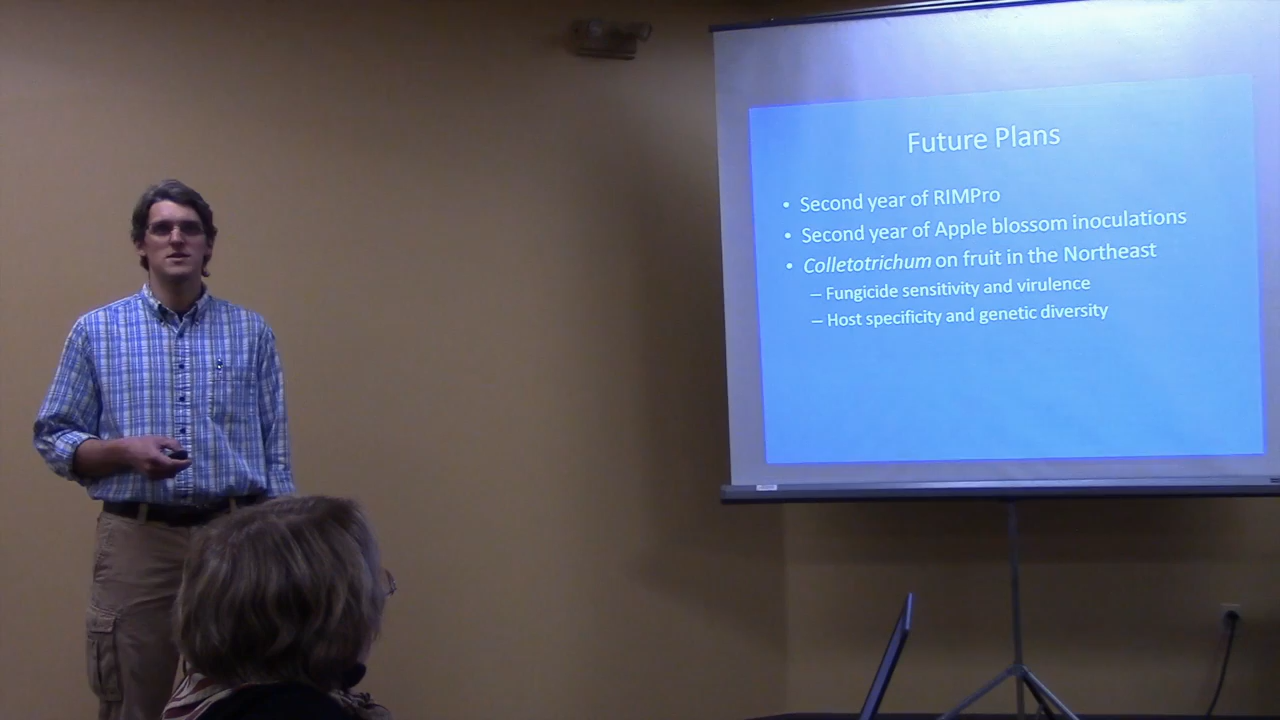 Future Plans
• Second year of RIMPro
• Second year of Apple blossom inoculations
• Colletotrichum on fruit in the Northeast
– Fungicide sensitivity and virulence
– Host specificity and genetic diversity